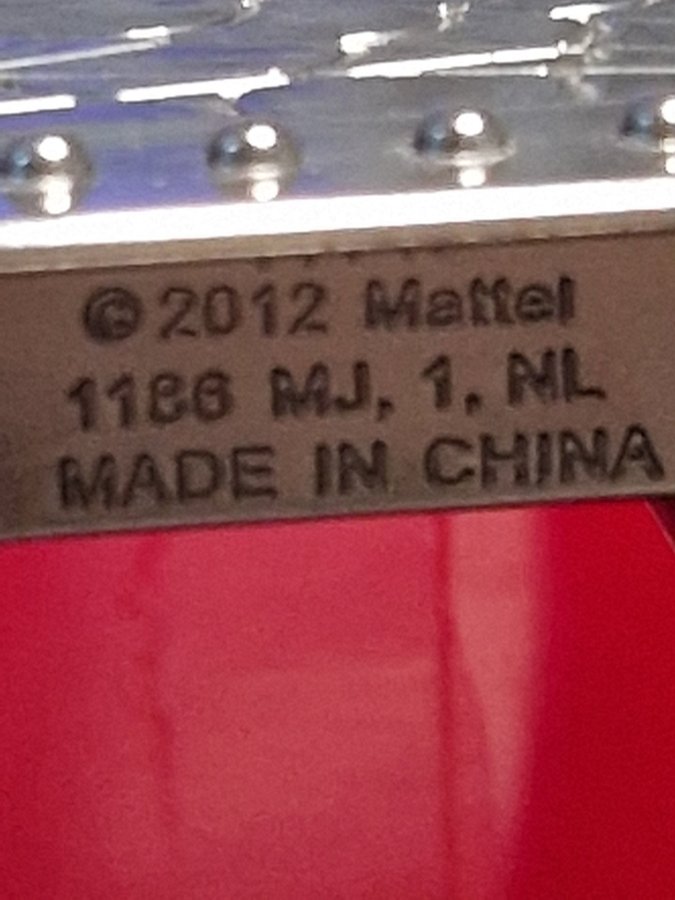 ©2012 Mattel
1186 MJ, 1, NL
MADE IN CHINA